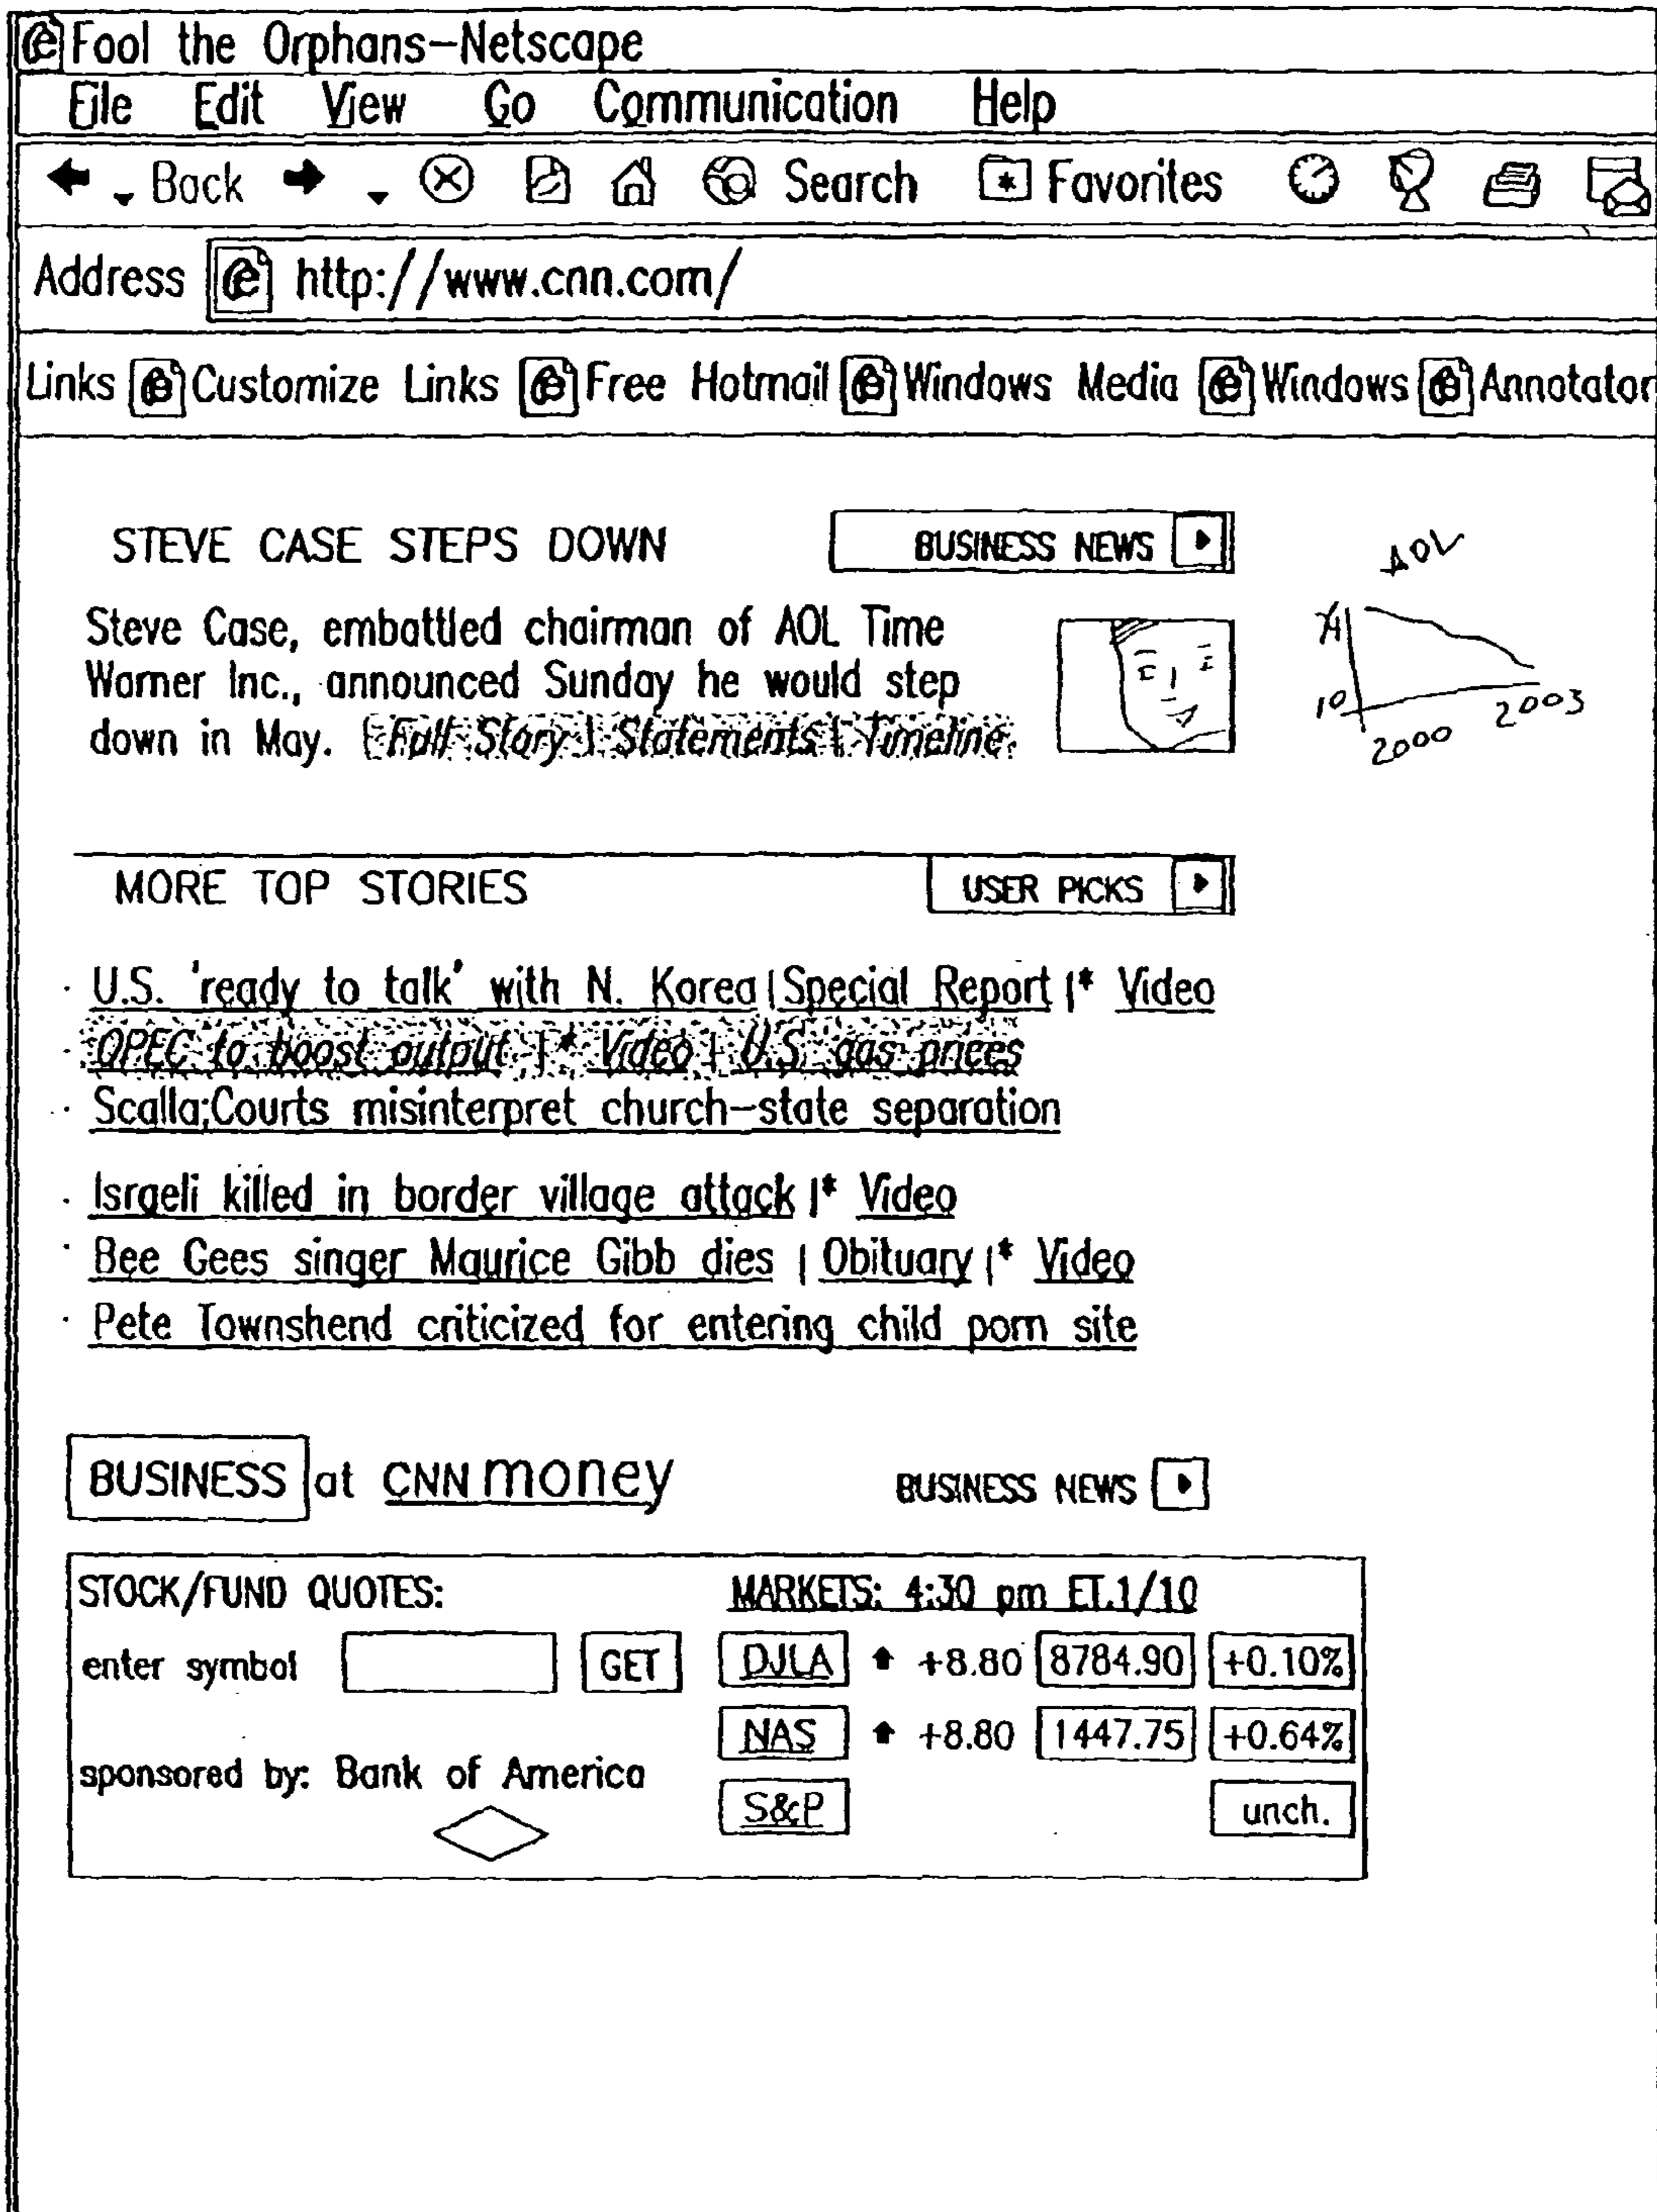 Fool the Orphans-Netscape
File Edit View Go Communication Help
Back Search Favorites
Address http://www.cnn.com/
Links Customize Links Free Hotmail Windows Media Windows Annotator
STEVE CASE STEPS DOWN BUSINESS NEWS
AOL
Steve Case, embattled chairman of AOL Time
Warner Inc., announced Sunday he would step
down in May. | Full Story | Statements | Timeline
10
2000 2003
MORE TOP STORIES USER PICKS
· U.S. 'ready to talk' with N. Korea | Special Report |* Video
· OPEC to boost output |* Video | U.S. gas prices
· Scalla;Courts misinterpret church-state separation
· Israeli killed in border village attack |* Video
· Bee Gees singer Maurice Gibb dies | Obituary |* Video
· Pete Townshend criticized for entering child porn site
BUSINESS at CNN money BUSINESS NEWS
STOCK/FUND QUOTES: MARKETS: 4:30 pm ET.1/10
enter symbol GET DJLA +8.80 8784.90 +0.10%
NAS +8.80 1447.75 +0.64%
sponsored by: Bank of America
S&P unch.